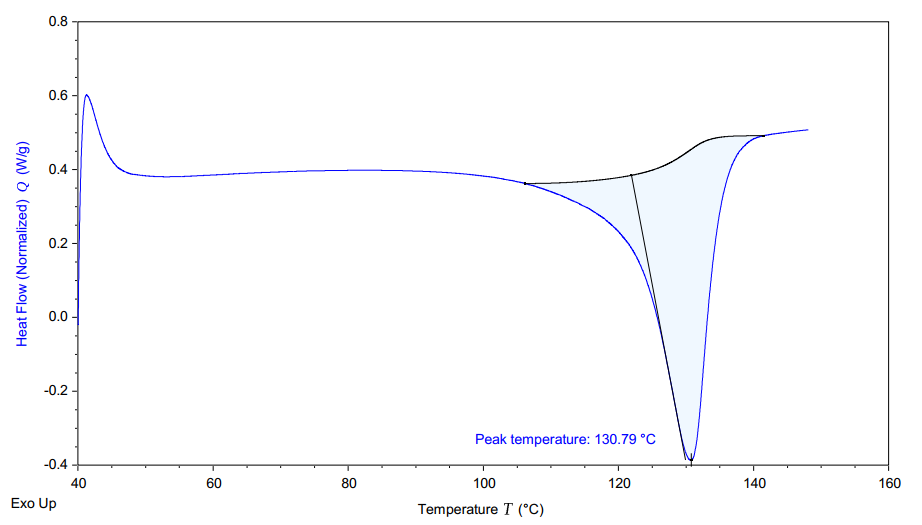 0.8
0.6
0.4
0.2
0.0
-0.2
-0.4
Heat Flow (Normalized) Q (W/g)
Peak temperature: 130.79 °C
40 60 80 100 120 140 160
Exo Up
Temperature T (°C)